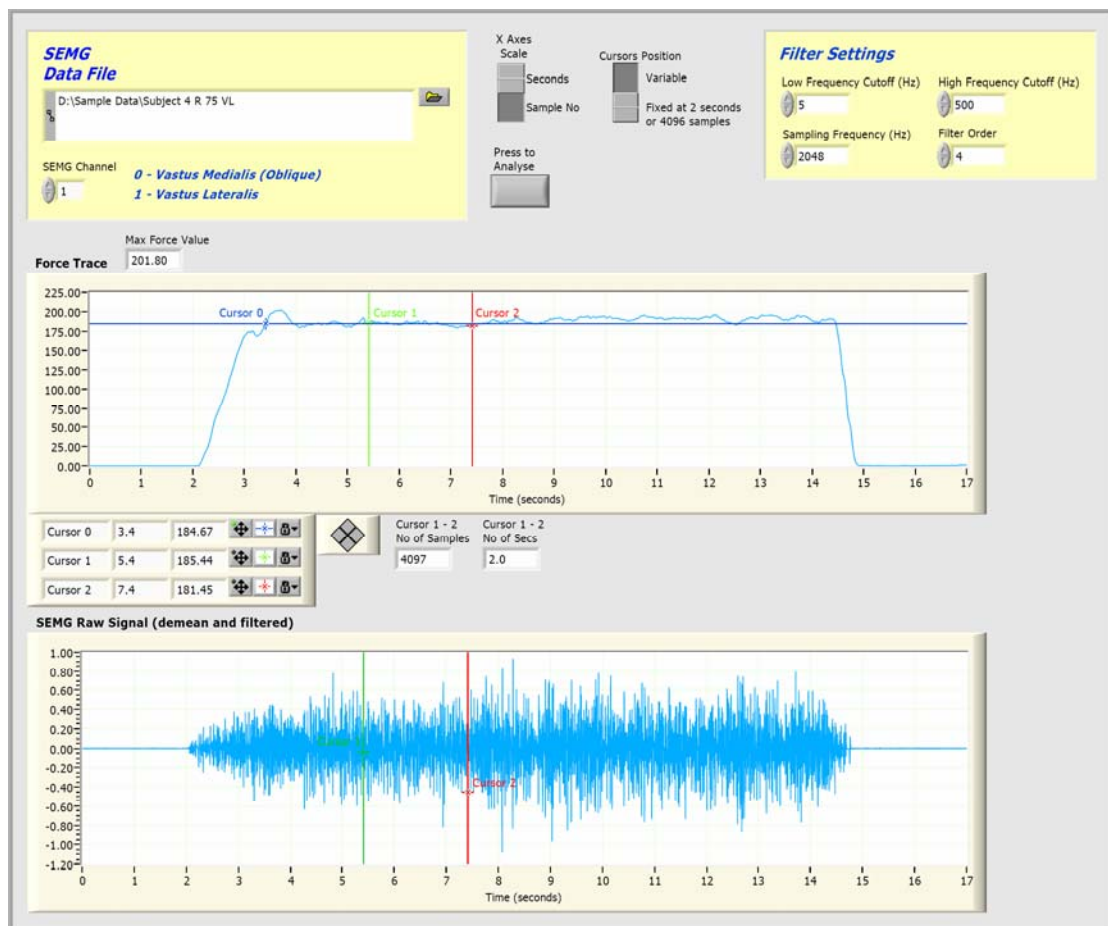 SEMG
Data File
D:\Sample Data\Subject 4 R 75 VL
SEMG Channel
1
0 - Vastus Medialis (Oblique)
1 - Vastus Lateralis
X Axes
Scale
Seconds
Sample No
Cursors Position
Variable
Fixed at 2 seconds
or 4096 samples
Press to
Analyse
Filter Settings
Low Frequency Cutoff (Hz) High Frequency Cutoff (Hz)
5 500
Sampling Frequency (Hz) Filter Order
2048 4
Max Force Value
Force Trace 201.80
225.00
200.00
175.00
150.00
125.00
100.00
75.00
50.00
25.00
0.00
Cursor 0 Cursor 1 Cursor 2
0 1 2 3 4 5 6 7 8 9 10 11 12 13 14 15 16 17
Time (seconds)
Cursor 0 3.4 184.67
Cursor 1 5.4 185.44
Cursor 2 7.4 181.45
Cursor 1 - 2
No of Samples
4097
Cursor 1 - 2
No of Secs
2.0
SEMG Raw Signal (demean and filtered)
1.00
0.80
0.60
0.40
0.20
0.00
-0.20
-0.40
-0.60
-0.80
-1.00
-1.20
Cursor 1
Cursor 2
0 1 2 3 4 5 6 7 8 9 10 11 12 13 14 15 16 17
Time (seconds)